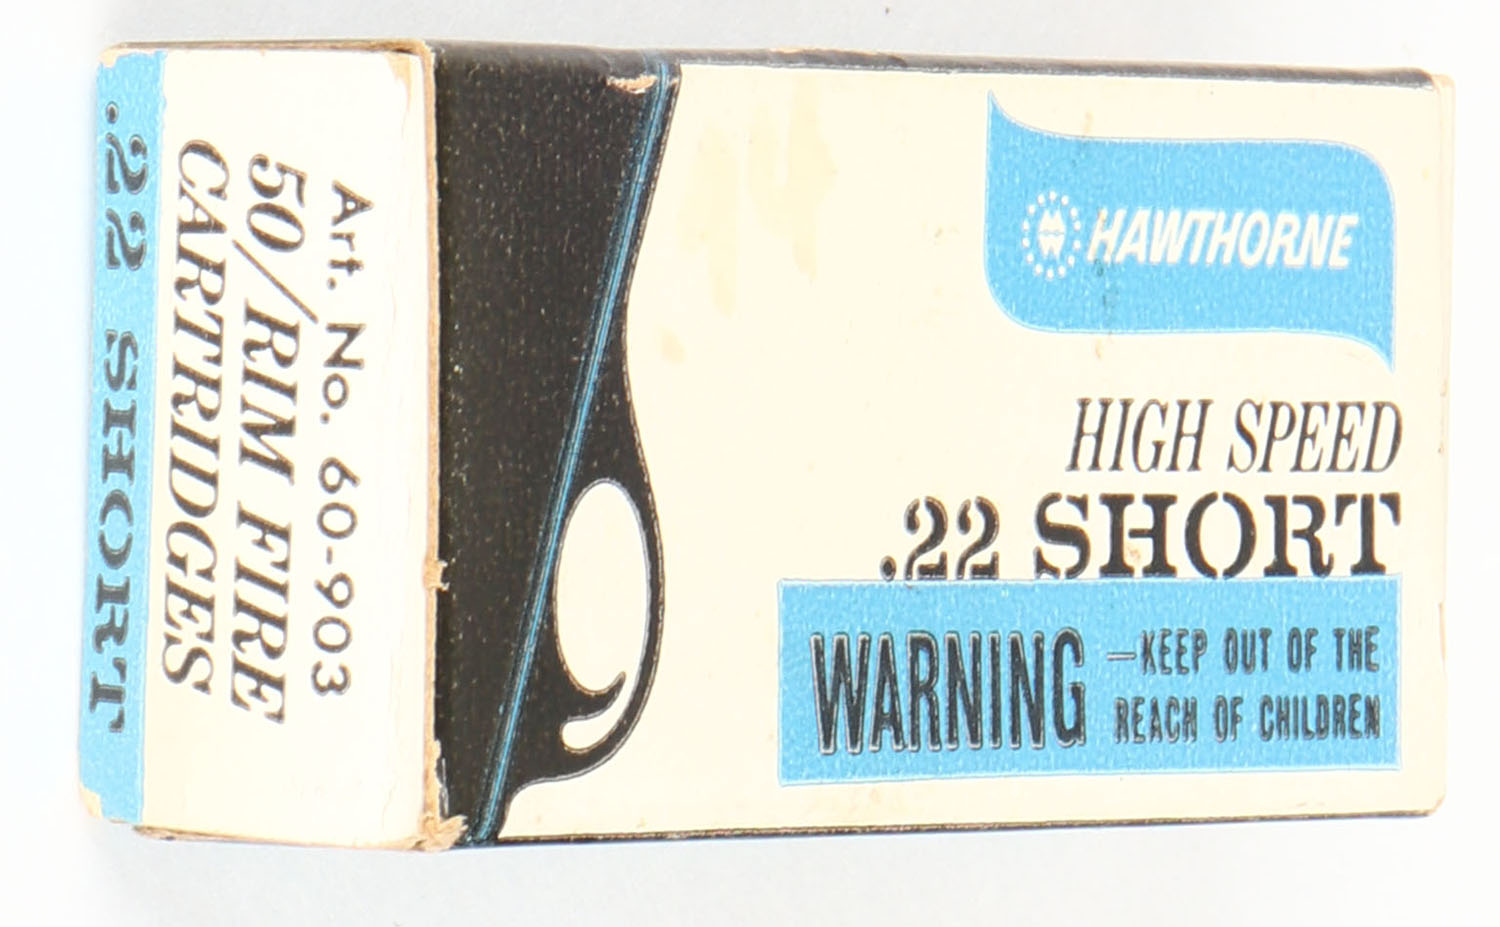 HAWTHORNE
HIGH SPEED
.22 SHORT
WARNING —KEEP OUT OF THE
REACH OF CHILDREN
Art. No. 60-903
50/RIM FIRE
CARTRIDGES
.22 SHORT